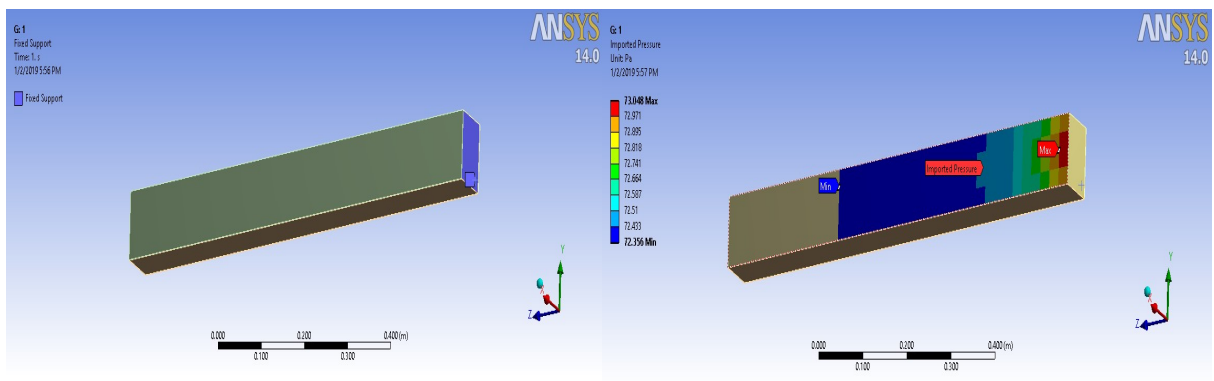 G: 1
Fixed Support
Time: 1. s
1/2/2019 5:56 PM
Fixed Support
ANSYS
14.0
0.000 0.200 0.400 (m)
0.100 0.300
Y
Z
G: 1
Imported Pressure
Unit: Pa
1/2/2019 5:57 PM
73.048 Max
72.971
72.895
72.818
72.741
72.664
72.587
72.51
72.433
72.356 Min
Min
Imported Pressure
Max
ANSYS
14.0
0.000 0.200 0.400 (m)
0.100 0.300
Y
Z